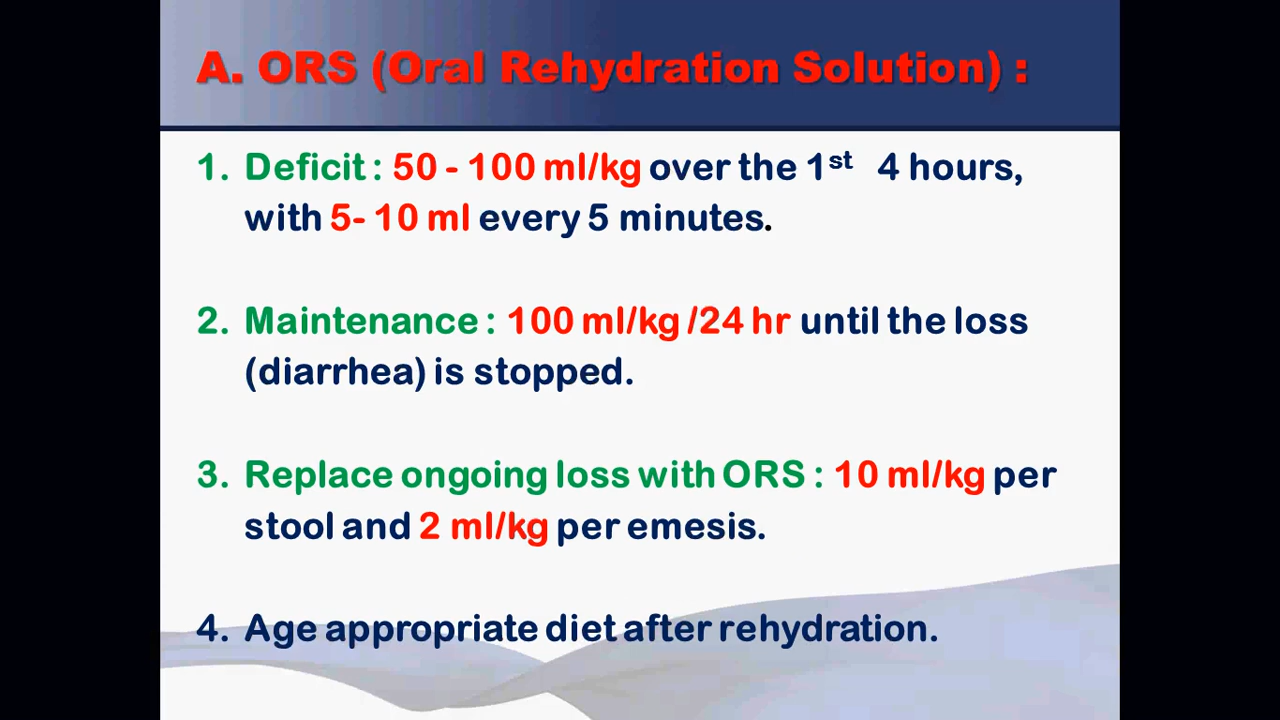 A. ORS (Oral Rehydration Solution) :
1. Deficit : 50 - 100 ml/kg over the 1st 4 hours,
with 5- 10 ml every 5 minutes.
2. Maintenance : 100 ml/kg /24 hr until the loss
(diarrhea) is stopped.
3. Replace ongoing loss with ORS : 10 ml/kg per
stool and 2 ml/kg per emesis.
4. Age appropriate diet after rehydration.